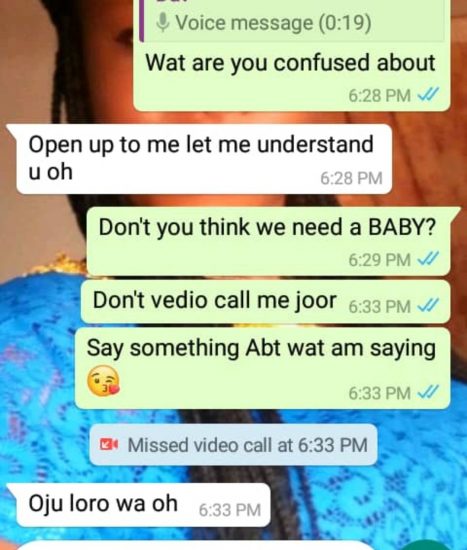 Voice message (0:19)
Wat are you confused about
6:28 PM
Open up to me let me understand
u oh
6:28 PM
Don't you think we need a BABY?
6:29 PM
Don't vedio call me joor
6:33 PM
Say something Abt wat am saying
😘
6:33 PM
Missed video call at 6:33 PM
Oju loro wa oh
6:33 PM